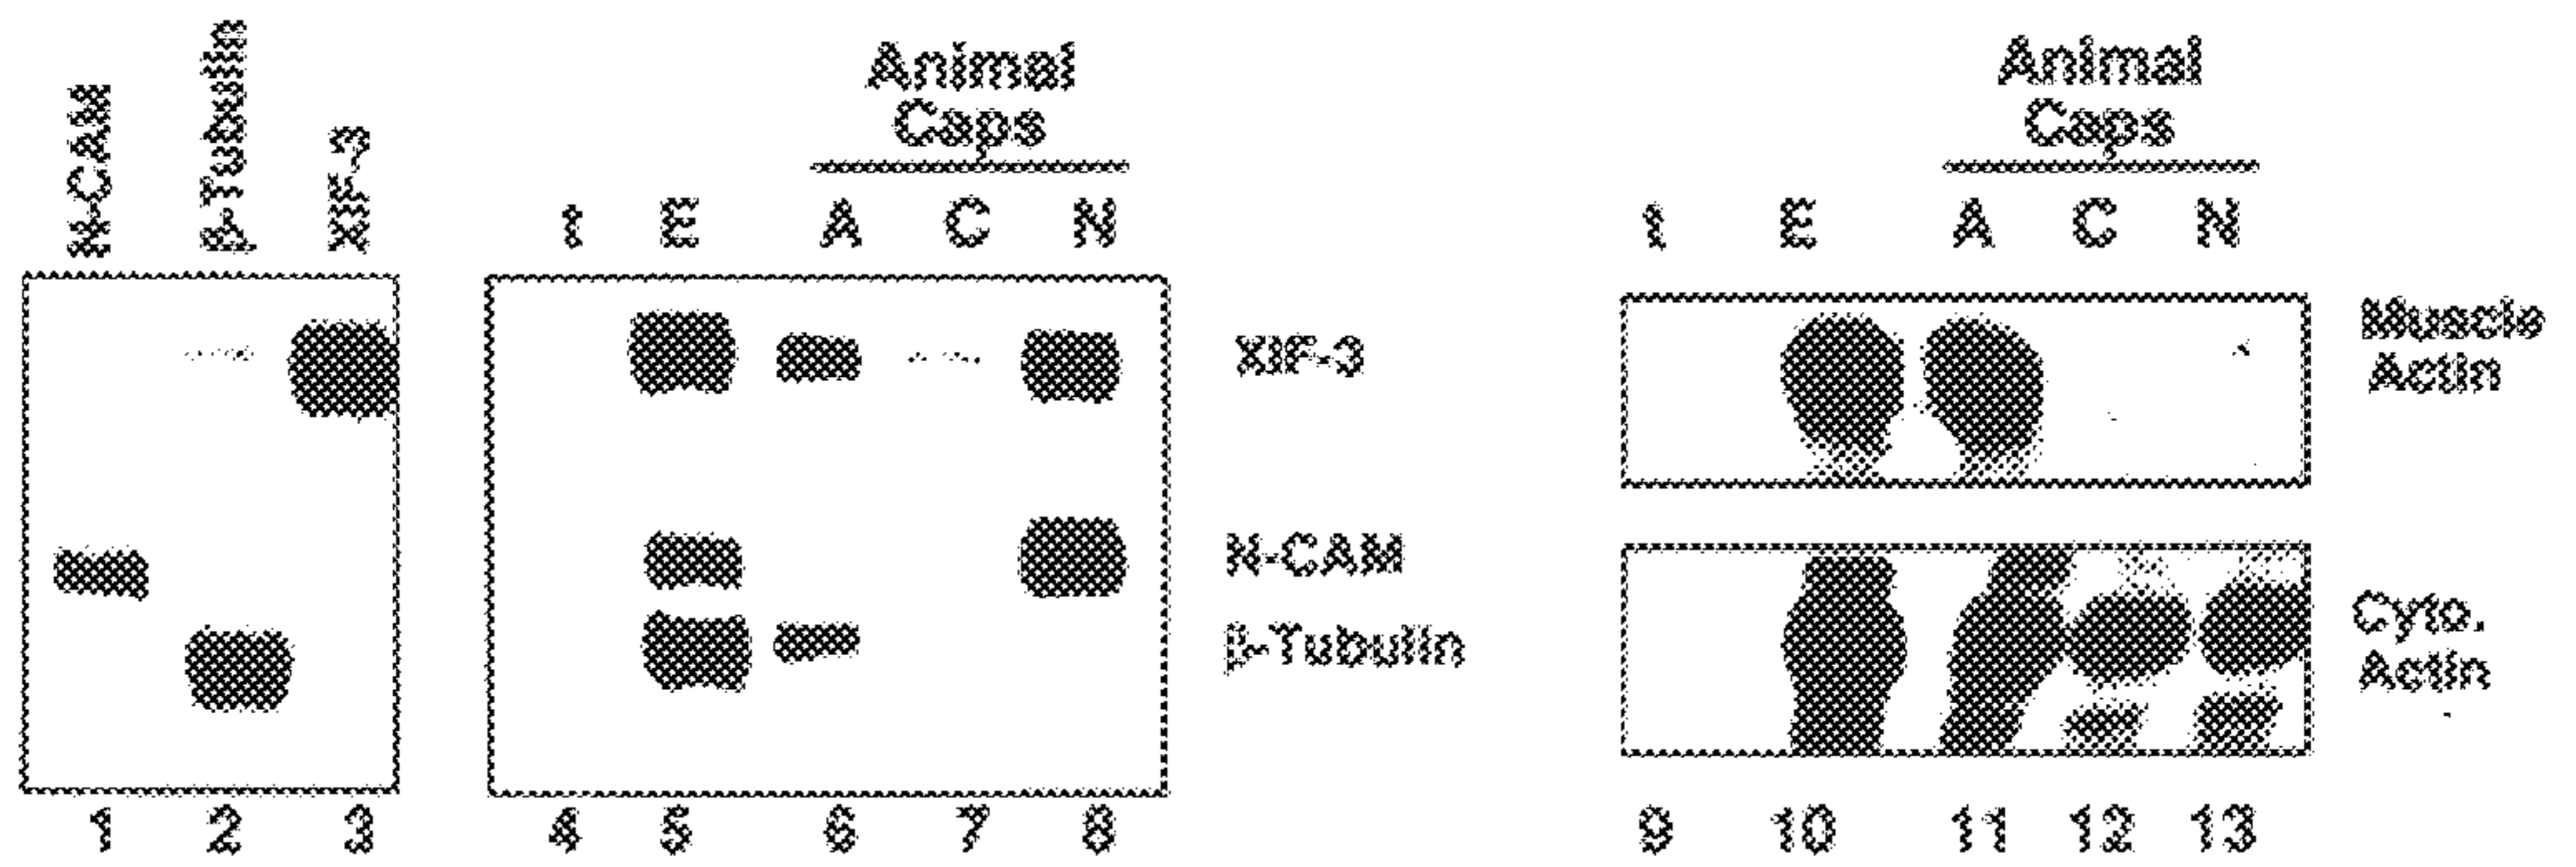 N-CAM
β-Tubulin
XIF-3
Animal
Caps
t E A C N
XIF-3
N-CAM
β-Tubulin
1 2 3 4 5 6 7 8
Animal
Caps
t E A C N
Muscle
Actin
Cyto.
Actin
9 10 11 12 13